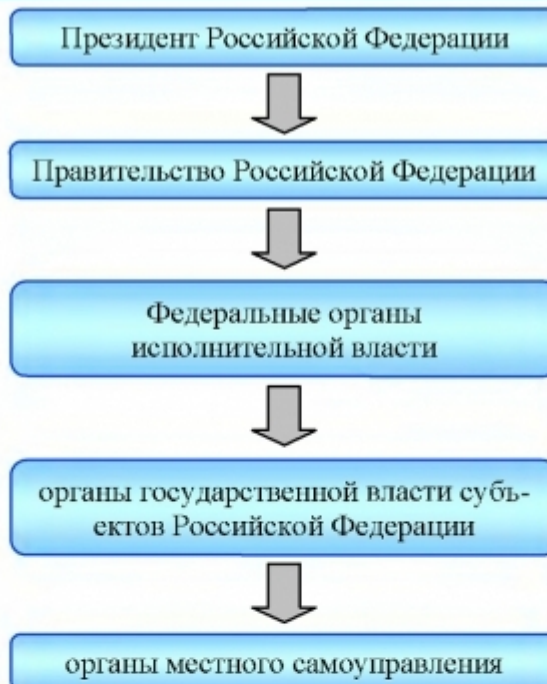 Президент Российской Федерации
Правительство Российской Федерации
Федеральные органы
исполнительной власти
органы государственной власти субъ-
ектов Российской Федерации
органы местного самоуправления